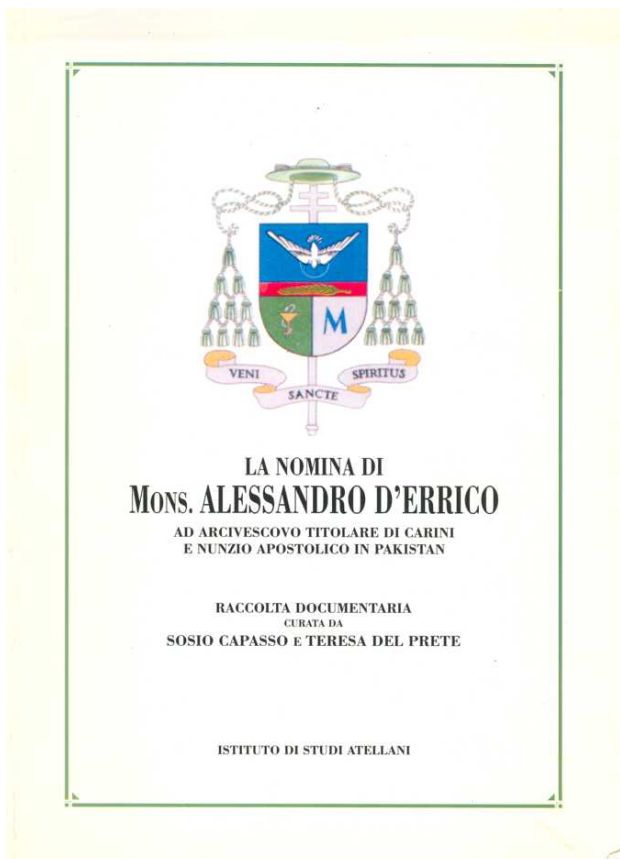 M
VENI
SANCTE
SPIRITUS
LA NOMINA DI
MONS. ALESSANDRO D'ERRICO
AD ARCIVESCOVO TITOLARE DI CARINI
E NUNZIO APOSTOLICO IN PAKISTAN
RACCOLTA DOCUMENTARIA
CURATA DA
SOSIO CAPASSO E TERESA DEL PRETE
ISTITUTO DI STUDI ATELLANI